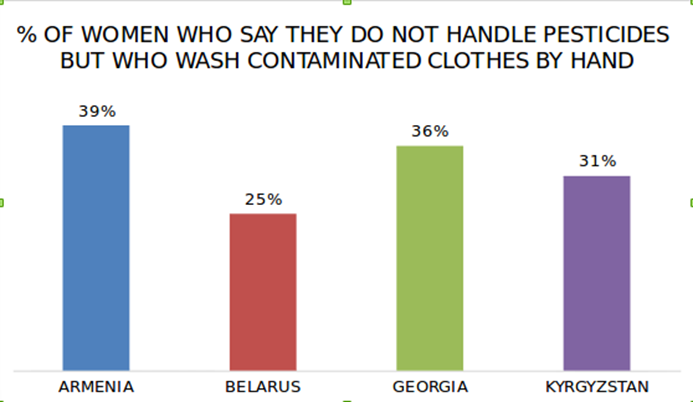 % OF WOMEN WHO SAY THEY DO NOT HANDLE PESTICIDES
BUT WHO WASH CONTAMINATED CLOTHES BY HAND
39%
25%
36%
31%
ARMENIA
BELARUS
GEORGIA
KYRGYZSTAN